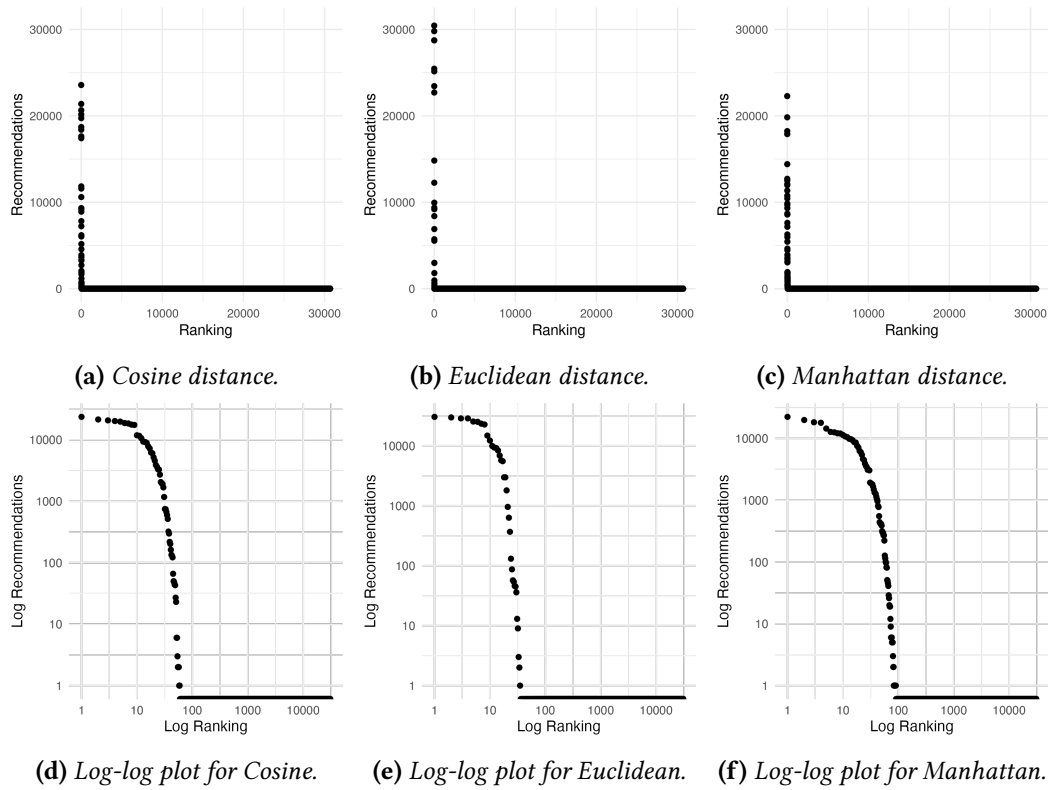 30000
20000
10000
0
Recommendations
0 10000 20000 30000
Ranking
(a) Cosine distance.
30000
20000
10000
0
Recommendations
0 10000 20000 30000
Ranking
(b) Euclidean distance.
30000
20000
10000
0
Recommendations
0 10000 20000 30000
Ranking
(c) Manhattan distance.
10000
1000
100
10
1
Log Recommendations
1 10 100 1000 10000
Log Ranking
(d) Log-log plot for Cosine.
10000
1000
100
10
1
Log Recommendations
1 10 100 1000 10000
Log Ranking
(e) Log-log plot for Euclidean.
10000
1000
100
10
1
Log Recommendations
1 10 100 1000 10000
Log Ranking
(f) Log-log plot for Manhattan.